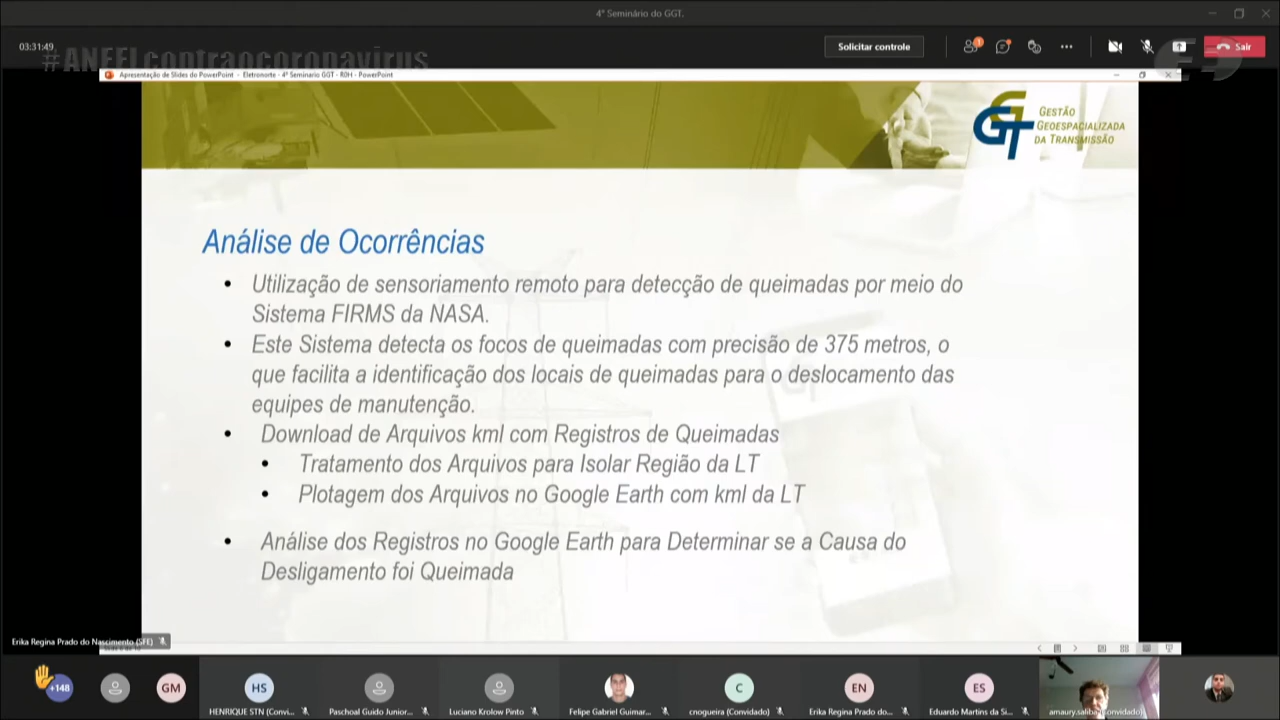 4º Seminário do GGT.
03:31:49
#ANEELcontraocoronavirus
Solicitar controle
1
Sair
Apresentação de Slides do PowerPoint - Eletronorte - 4º Seminario GGT - R0H - PowerPoint
GGT
GESTÃO
GEOESPACIALIZADA
DA TRANSMISSÃO
Análise de Ocorrências
• Utilização de sensoriamento remoto para detecção de queimadas por meio do
Sistema FIRMS da NASA.
• Este Sistema detecta os focos de queimadas com precisão de 375 metros, o
que facilita a identificação dos locais de queimadas para o deslocamento das
equipes de manutenção.
• Download de Arquivos kml com Registros de Queimadas
• Tratamento dos Arquivos para Isolar Região da LT
• Plotagem dos Arquivos no Google Earth com kml da LT
• Análise dos Registros no Google Earth para Determinar se a Causa do
Desligamento foi Queimada
Erika Regina Prado do Nascimento (SFE)
+148
GM
HS
C
EN
ES
HENRIQUE STN (Convi...
Paschoal Guido Junior...
Luciano Krolow Pinto
Felipe Gabriel Guimar...
cnogueira (Convidado)
Erika Regina Prado do...
Eduardo Martins da Si...
amaury.saliba (Convidado)